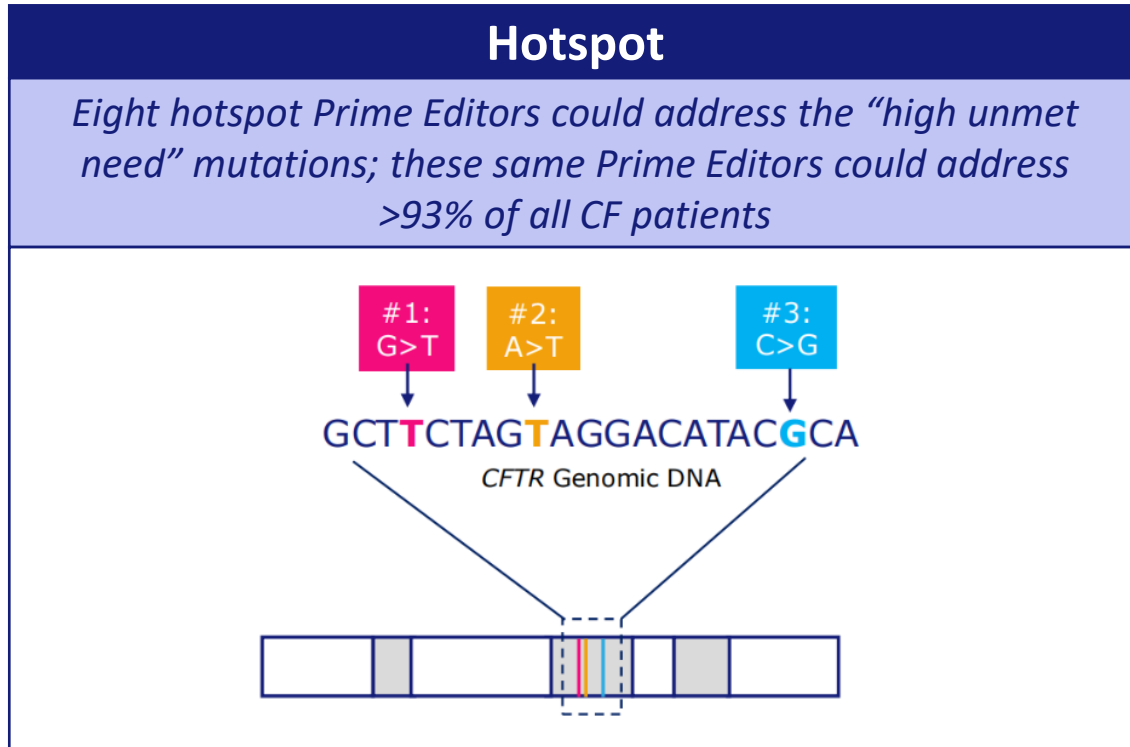 Hotspot
Eight hotspot Prime Editors could address the “high unmet
need” mutations; these same Prime Editors could address
>93% of all CF patients
#1:
G>T
#2:
A>T
#3:
C>G
GCTTCTAGTAGGACATACGCA
CFTR Genomic DNA